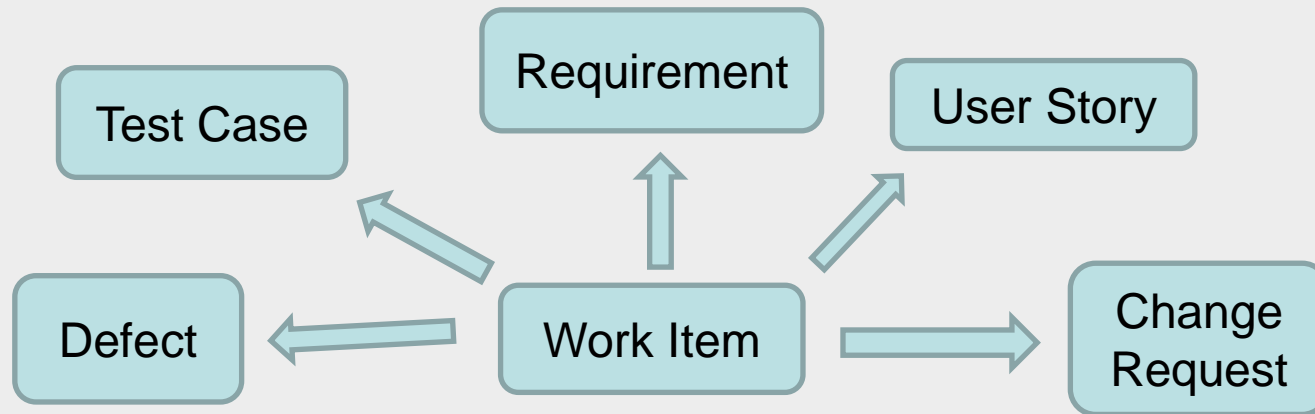 Requirement
Test Case
User Story
Defect
Work Item
Change
Request